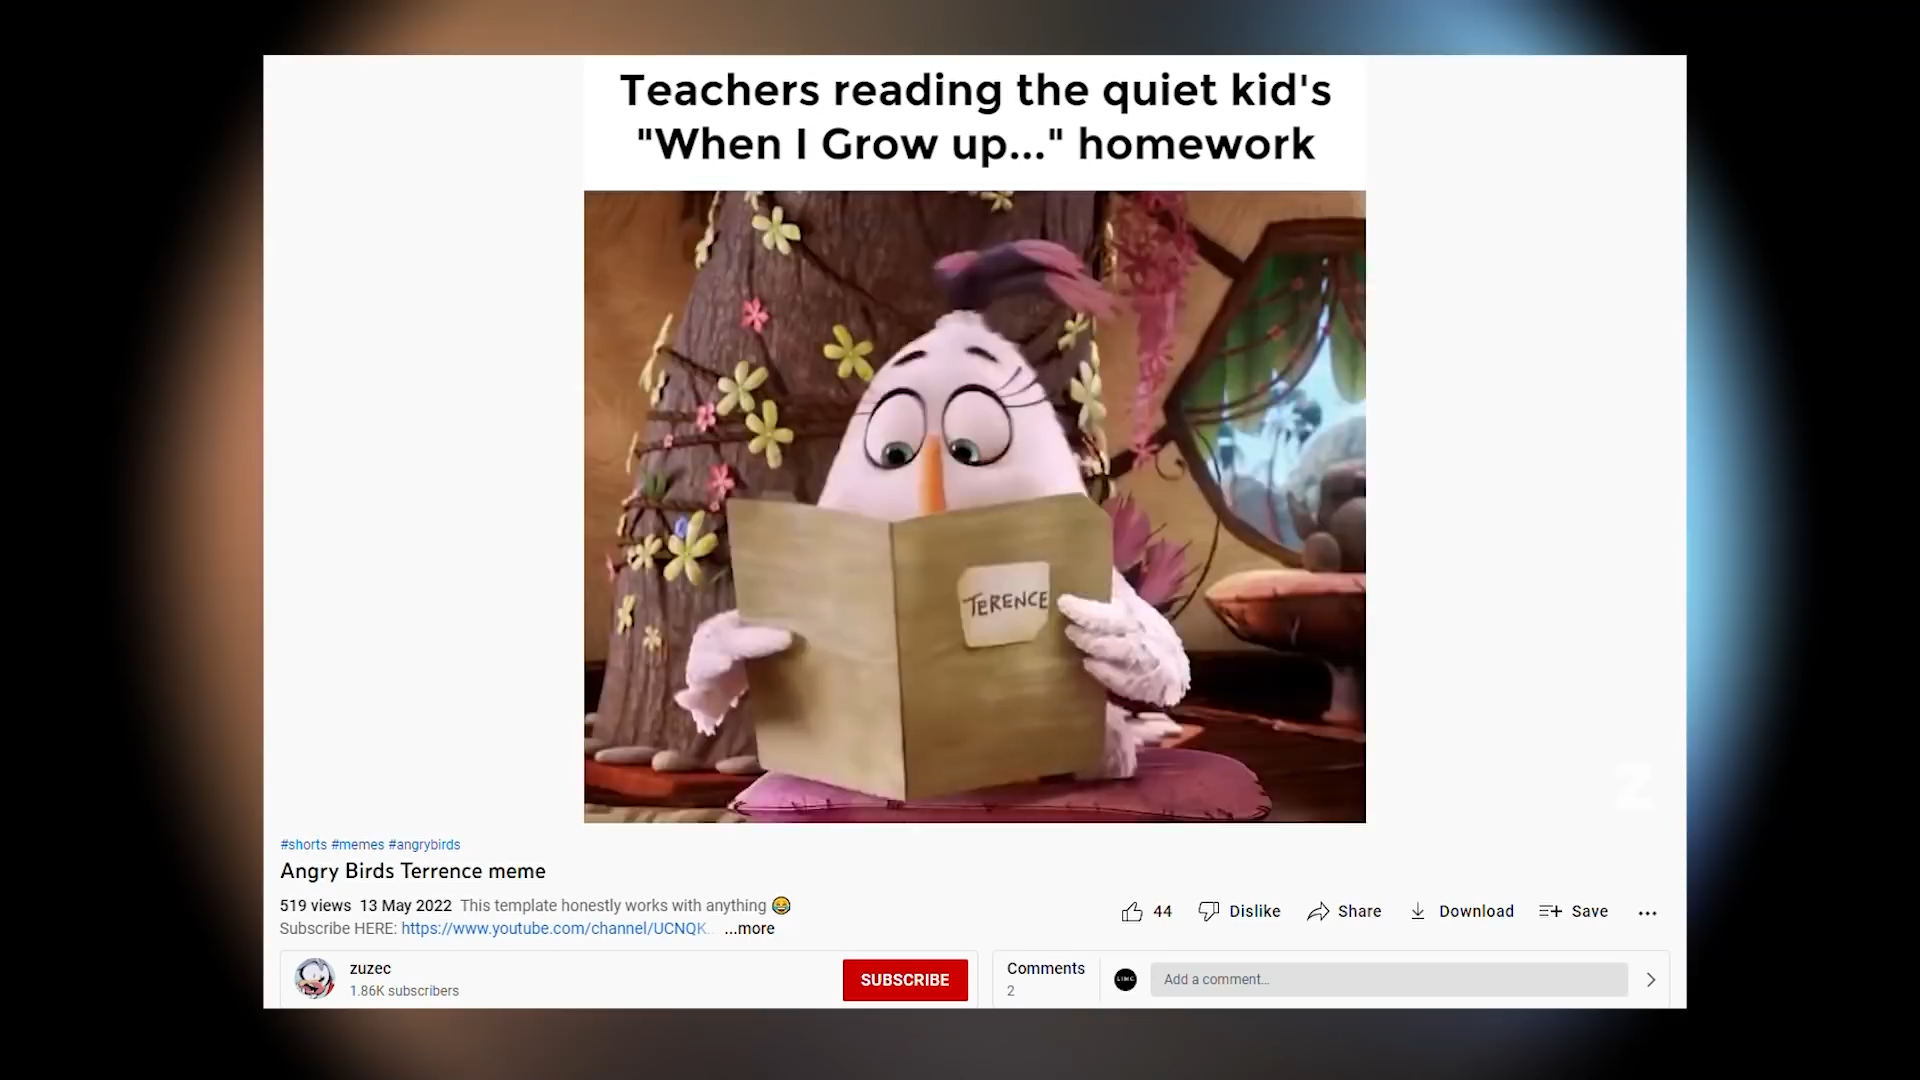 Teachers reading the quiet kid's
"When I Grow up..." homework
TERENCE
Z
#shorts #memes #angrybirds
Angry Birds Terrence meme
519 views 13 May 2022 This template honestly works with anything 😂
Subscribe HERE: https://www.youtube.com/channel/UCNQK... ...more
44 Dislike Share Download Save
zuzec
1.86K subscribers
SUBSCRIBE
Comments
2
LIMC
Add a comment...